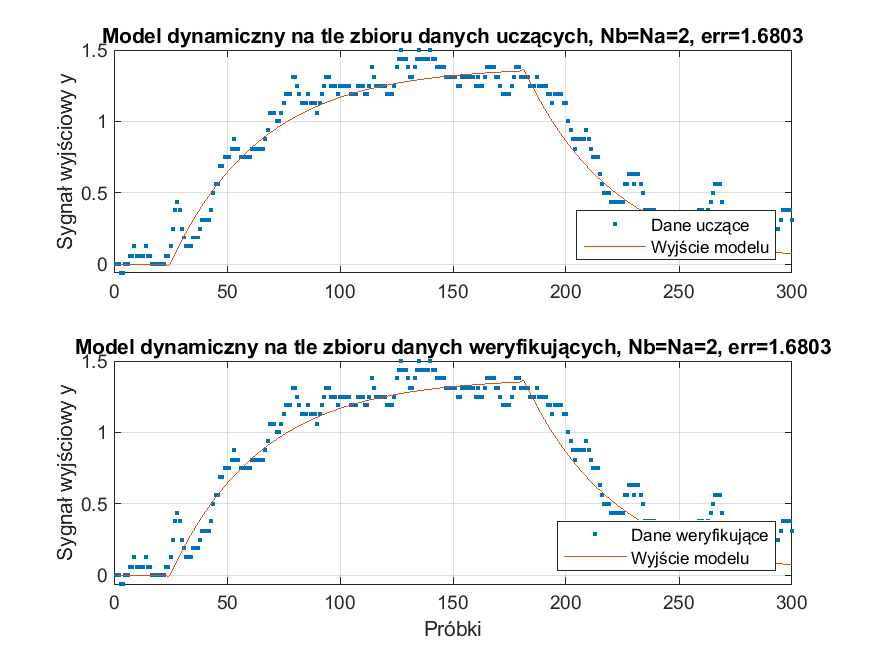 Model dynamiczny na tle zbioru danych uczących, Nb=Na=2, err=1.6803
1.5
1
0.5
0
Sygnał wyjściowy y
Dane uczące
Wyjście modelu
0 50 100 150 200 250 300
Model dynamiczny na tle zbioru danych weryfikujących, Nb=Na=2, err=1.6803
1.5
1
0.5
0
Sygnał wyjściowy y
Dane weryfikujące
Wyjście modelu
0 50 100 150 200 250 300
Próbki